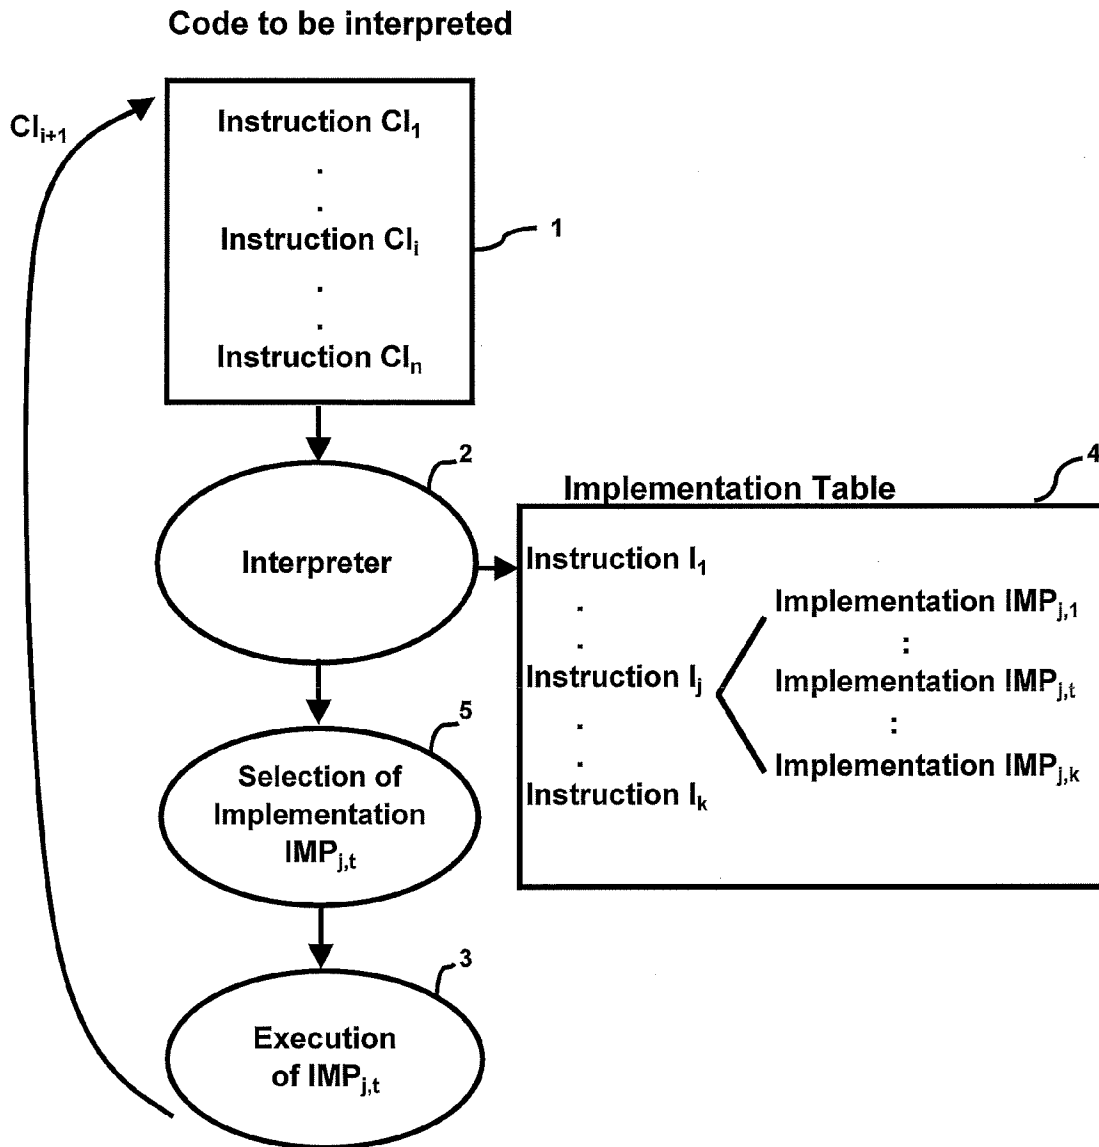 Code to be interpreted
CI_{i+1}
Instruction CI_1
.
.
Instruction CI_i
.
.
Instruction CI_n
1
2
Interpreter
4
Implementation Table
Instruction I_1
.
.
Instruction I_j
.
.
Instruction I_k
Implementation IMP_{j,1}
:
Implementation IMP_{j,t}
:
Implementation IMP_{j,k}
5
Selection of
Implementation
IMP_{j,t}
3
Execution
of IMP_{j,t}